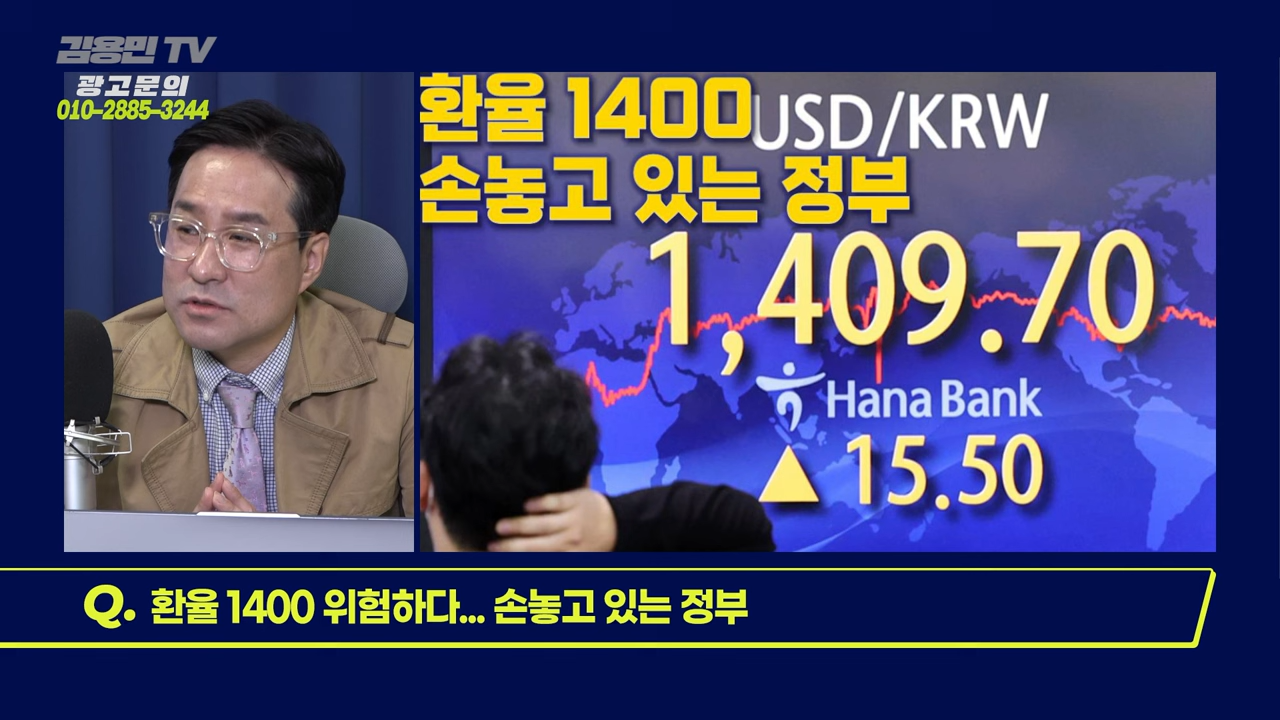 김용민 TV
광고문의
010-2885-3244
환율 1400
USD/KRW
손놓고 있는 정부
1,409.70
Hana Bank
▲ 15.50
Q. 환율 1400 위험하다... 손놓고 있는 정부